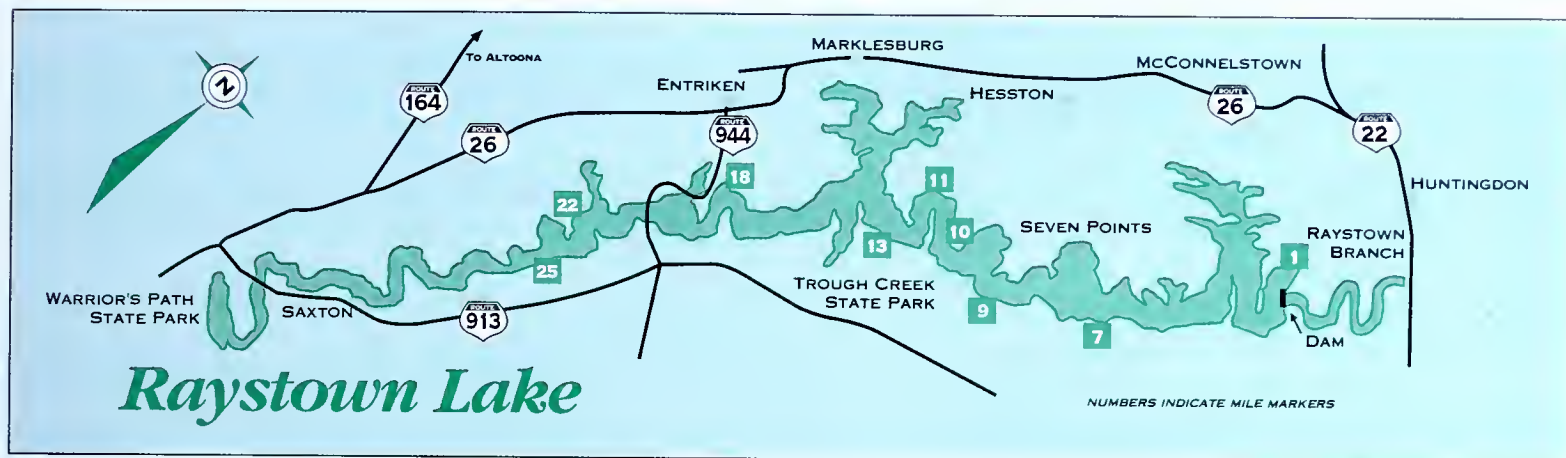 TO ALTOONA
MARKLESBURG
MCCONNELSTOWN
ENTRIKEN
HESSTON
ROUTE
164
ROUTE
26
ROUTE
944
ROUTE
26
ROUTE
22
N
HUNTINGDON
18
11
22
10
SEVEN POINTS
RAYSTOWN
BRANCH
1
13
25
TROUGH CREEK
STATE PARK
9
7
WARRIOR'S PATH
STATE PARK
SAXTON
ROUTE
913
DAM
Raystown Lake
NUMBERS INDICATE MILE MARKERS